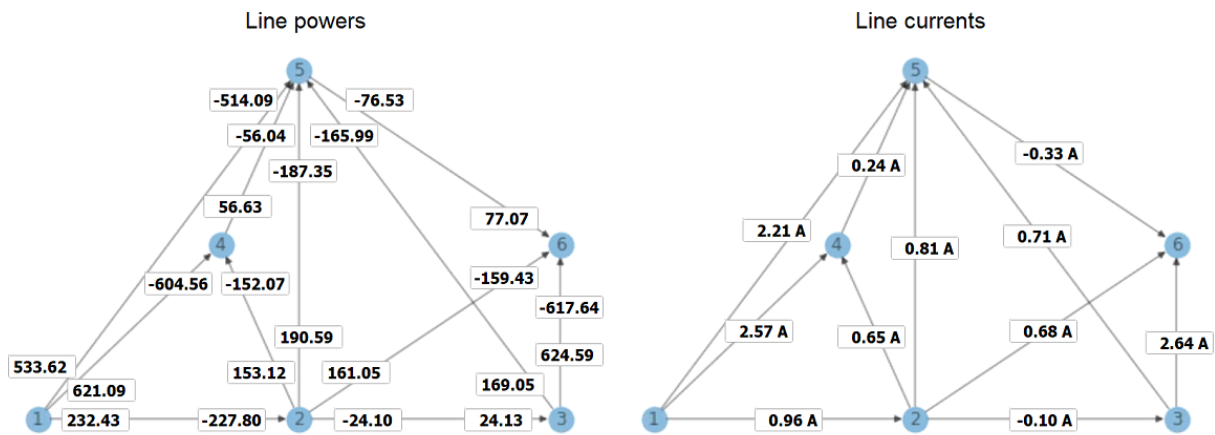 Line powers
Line currents
5
5
-514.09
-76.53
-56.04
-165.99
-0.33 A
0.24 A
-187.35
56.63
77.07
2.21 A
0.71 A
4
6
4
0.81 A
6
-604.56
-152.07
-159.43
-617.64
190.59
2.57 A
0.65 A
0.68 A
2.64 A
624.59
533.62
153.12
161.05
621.09
169.05
1
232.43
-227.80
2
-24.10
24.13
3
1
0.96 A
2
-0.10 A
3